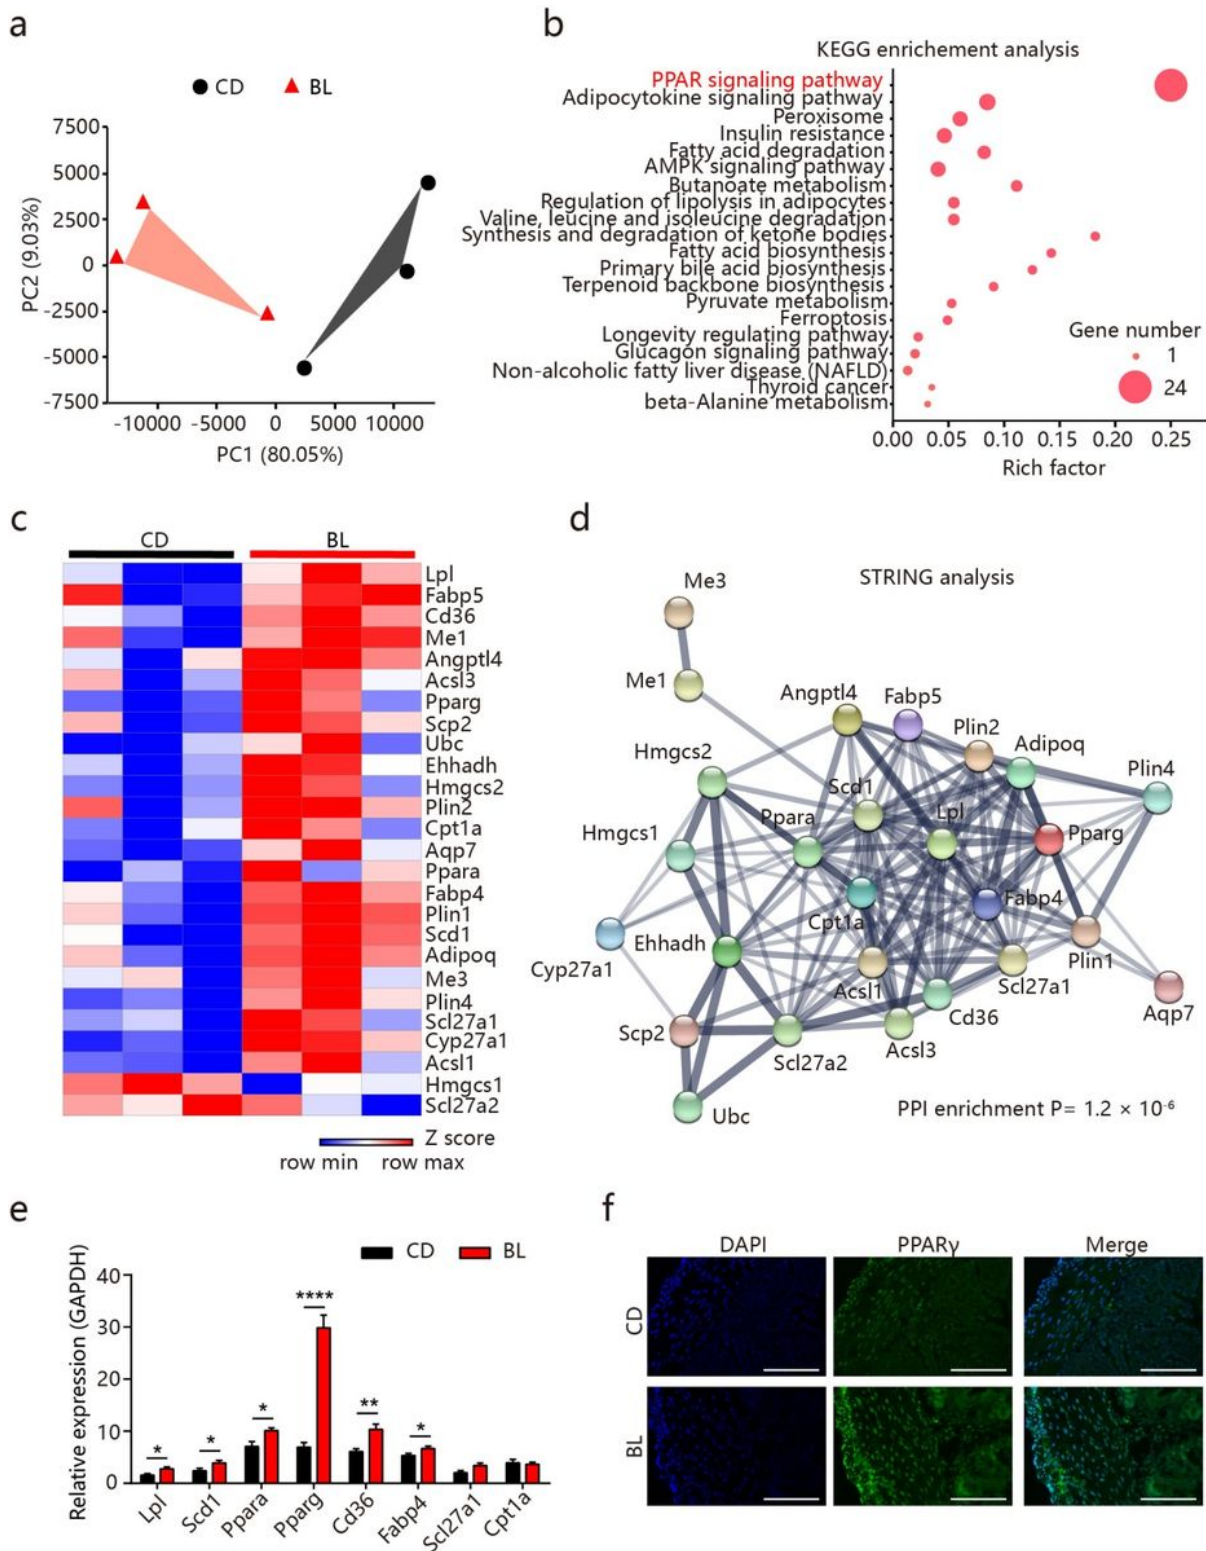 a
CD
BL
7500
5000
2500
0
-2500
-5000
-7500
PC2 (9.03%)
-10000 -5000 0 5000 10000
PC1 (80.05%)
b
KEGG enrichement analysis
PPAR signaling pathway
Adipocytokine signaling pathway
Peroxisome
Insulin resistance
Fatty acid degradation
AMPK signaling pathway
Butanoate metabolism
Regulation of lipolysis in adipocytes
Valine, leucine and isoleucine degradation
Synthesis and degradation of ketone bodies
Fatty acid biosynthesis
Primary bile acid biosynthesis
Terpenoid backbone biosynthesis
Pyruvate metabolism
Ferroptosis
Longevity regulating pathway
Glucagon signaling pathway
Non-alcoholic fatty liver disease (NAFLD)
Thyroid cancer
beta-Alanine metabolism
Gene number
1
24
0.00 0.05 0.10 0.15 0.20 0.25
Rich factor
c
CD BL
Lpl
Fabp5
Cd36
Me1
Angptl4
Acsl3
Pparg
Scp2
Ubc
Ehhadh
Hmgcs2
Plin2
Cpt1a
Aqp7
Ppara
Fabp4
Plin1
Scd1
Adipoq
Me3
Plin4
Scl27a1
Cyp27a1
Acsl1
Hmgcs1
Scl27a2
Z score
row min row max
d
STRING analysis
Me3
Me1
Angptl4
Fabp5
Plin2
Adipoq
Plin4
Hmgcs2
Scd1
Lpl
Pparg
Hmgcs1
Ppara
Cpt1a
Fabp4
Plin1
Cyp27a1
Ehhadh
Acsl1
Scl27a1
Aqp7
Scp2
Scl27a2
Acsl3
Cd36
Ubc
PPI enrichment P= 1.2 × 10⁻⁶
e
CD BL
Relative expression (GAPDH)
40
30
20
10
0
* * * **** ** *
Lpl Scd1 Ppara Pparg Cd36 Fabp4 Scl27a1 Cpt1a
f
DAPI PPARγ Merge
CD
BL